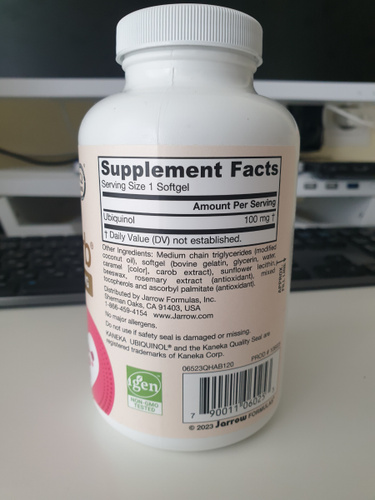 Supplement Facts
Serving Size 1 Softgel
Amount Per Serving
Ubiquinol 100 mg †
† Daily Value (DV) not established.
Other Ingredients: Medium chain triglycerides (modified
coconut oil), softgel (bovine gelatin, glycerin, water,
caramel [color], carob extract), sunflower lecithin,
beeswax, rosemary extract (antioxidant), mixed
tocopherols and ascorbyl palmitate (antioxidant).
Distributed by Jarrow Formulas, Inc.
Sherman Oaks, CA 91403, USA
1-866-459-4154 www.Jarrow.com
No major allergens.
Do not use if safety seal is damaged or missing.
KANEKA UBIQUINOL® and the Kaneka Quality Seal are
registered trademarks of Kaneka Corp.
06523QHAB120
PROD #
igen
NON-GMO
TESTED
7 90011 06025
© 2023 Jarrow FORMULAS